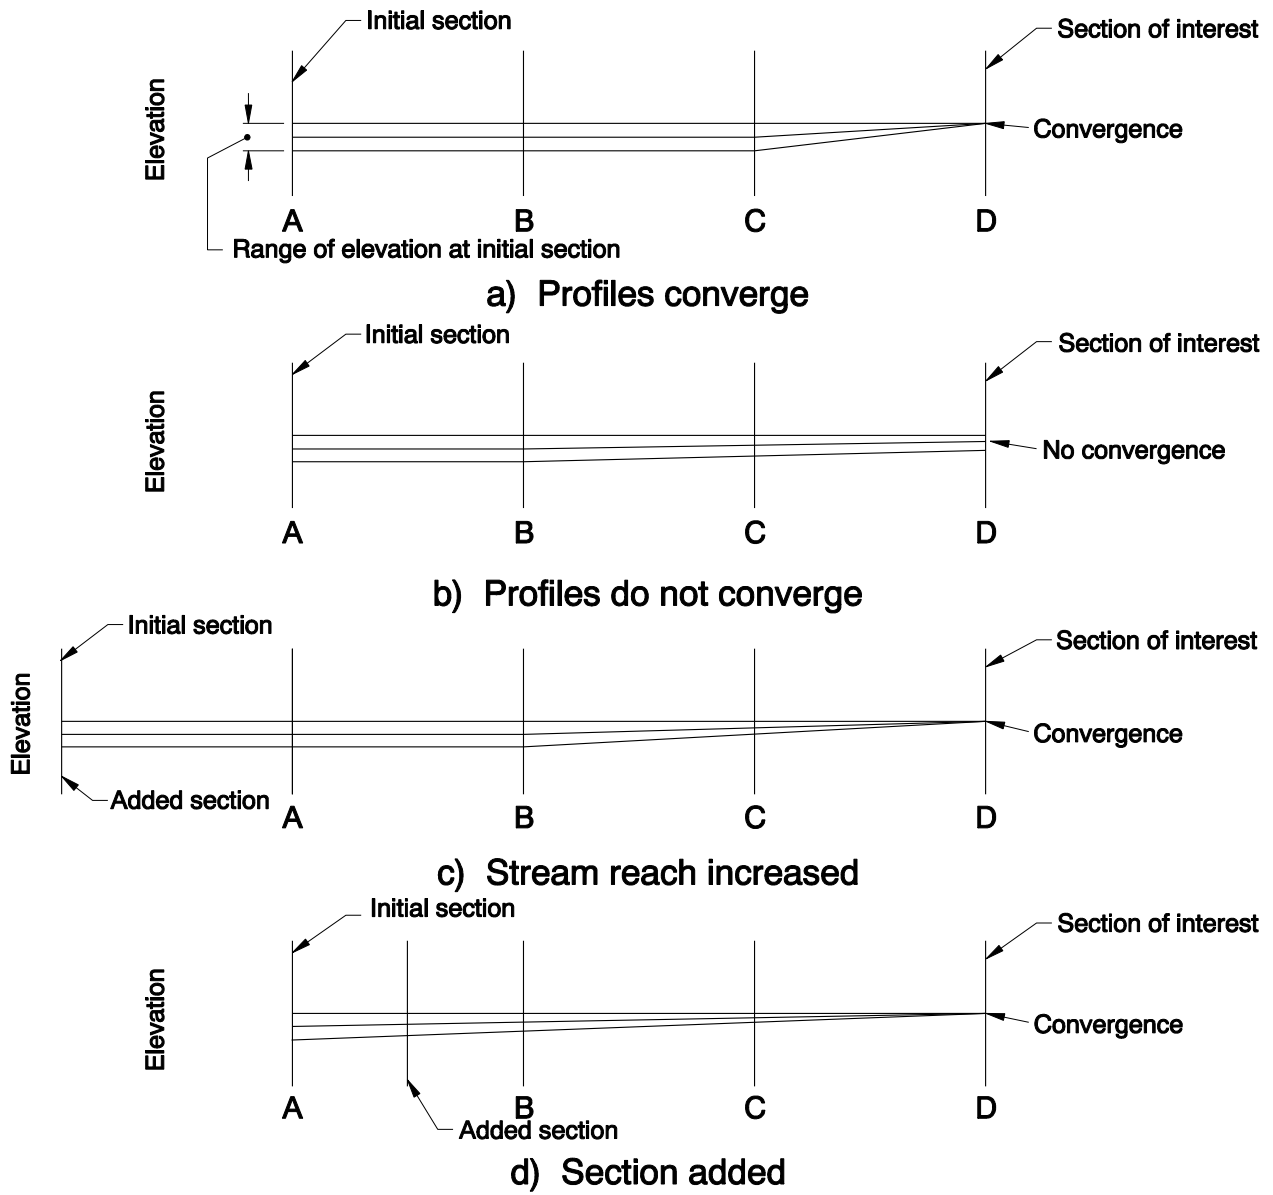 Initial section
Section of interest
Elevation
Convergence
A B C D
Range of elevation at initial section
a) Profiles converge
Initial section
Section of interest
Elevation
No convergence
A B C D
b) Profiles do not converge
Initial section
Section of interest
Elevation
Convergence
Added section
A B C D
c) Stream reach increased
Initial section
Section of interest
Elevation
Convergence
A B C D
Added section
d) Section added